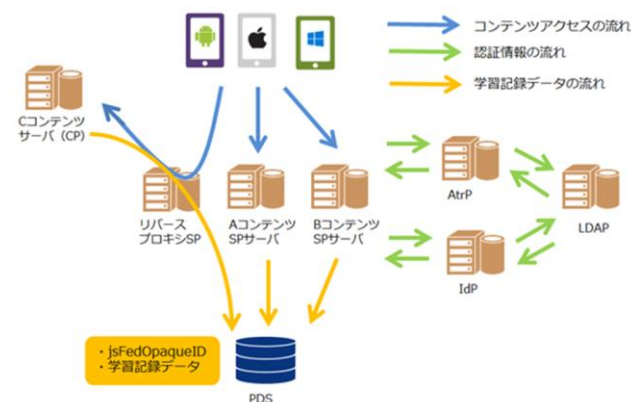 コンテンツアクセスの流れ
認証情報の流れ
学習記録データの流れ
Cコンテンツ
サーバ（CP）
リバース
プロキシSP
Aコンテンツ
SPサーバ
Bコンテンツ
SPサーバ
AtrP
LDAP
IdP
・jsFedOpaqueID
・学習記録データ
PDS